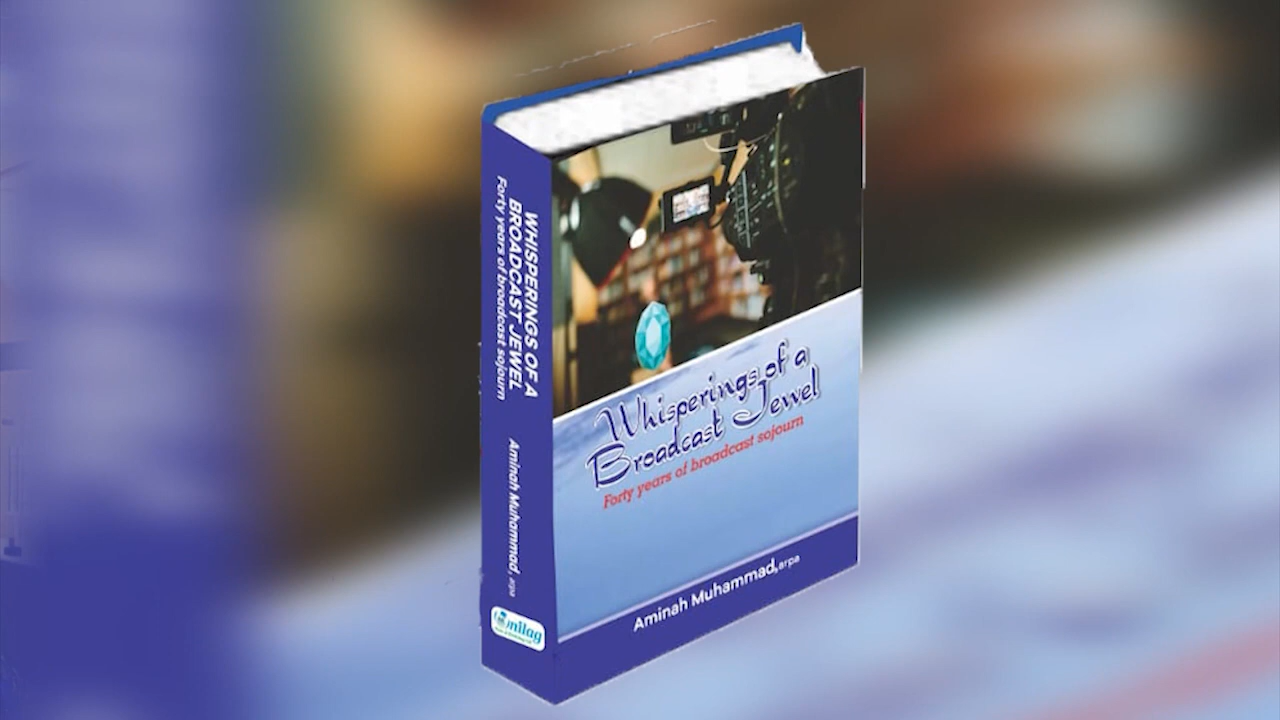 WHISPERINGS OF A
BROADCAST JEWEL
Forty years of broadcast sojourn
Aminah Muhammad, arpa
Whisperings of a
Broadcast Jewel
Forty years of broadcast sojourn
Aminah Muhammad, arpa